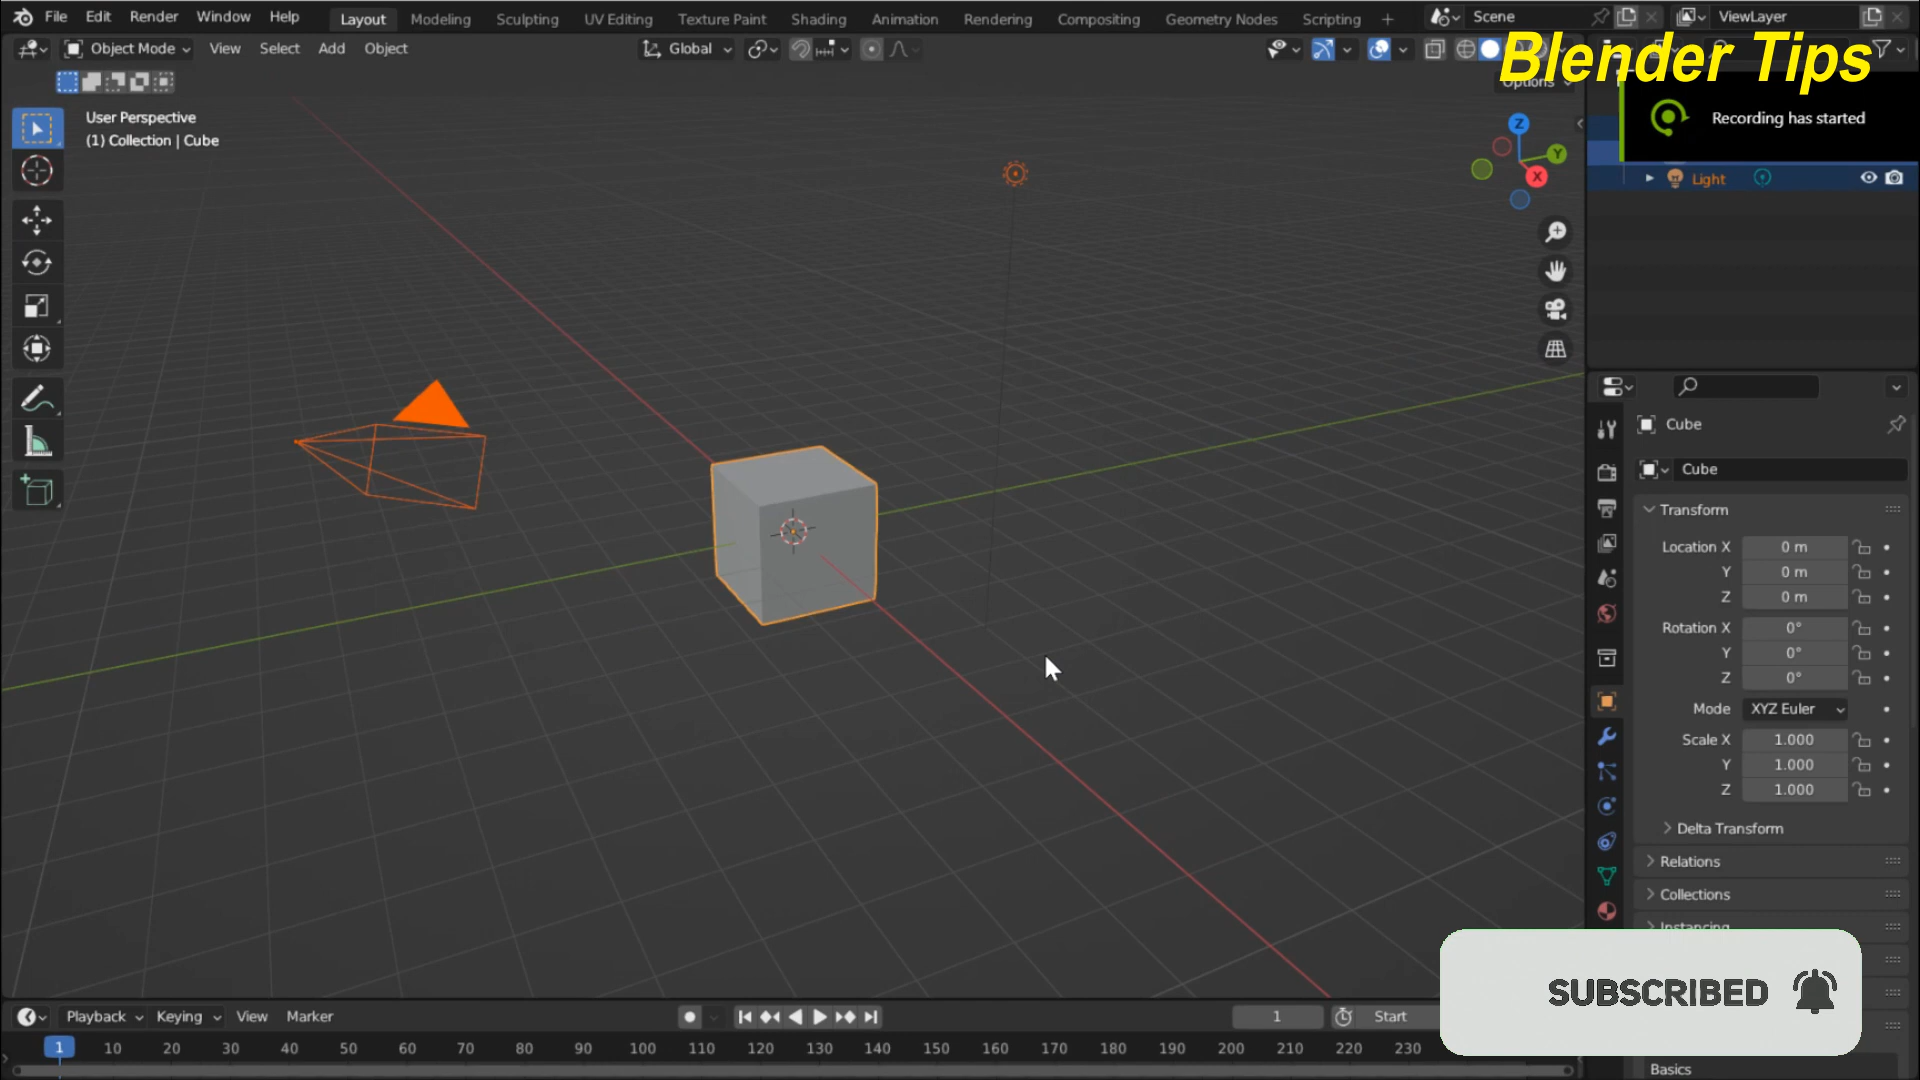 File Edit Render Window Help Layout Modeling Sculpting UV Editing Texture Paint Shading Animation Rendering Compositing Geometry Nodes Scripting + Scene ViewLayer
Object Mode View Select Add Object Global
Blender Tips
Options
User Perspective
(1) Collection | Cube
Recording has started
Z
Y
X
Light
Cube
Cube
Transform
Location X 0 m
Y 0 m
Z 0 m
Rotation X 0°
Y 0°
Z 0°
Mode XYZ Euler
Scale X 1.000
Y 1.000
Z 1.000
Delta Transform
Relations
Collections
Instancing
SUBSCRIBED
Playback Keying View Marker 1 Start
1 10 20 30 40 50 60 70 80 90 100 110 120 130 140 150 160 170 180 190 200 210 220 230
Basics